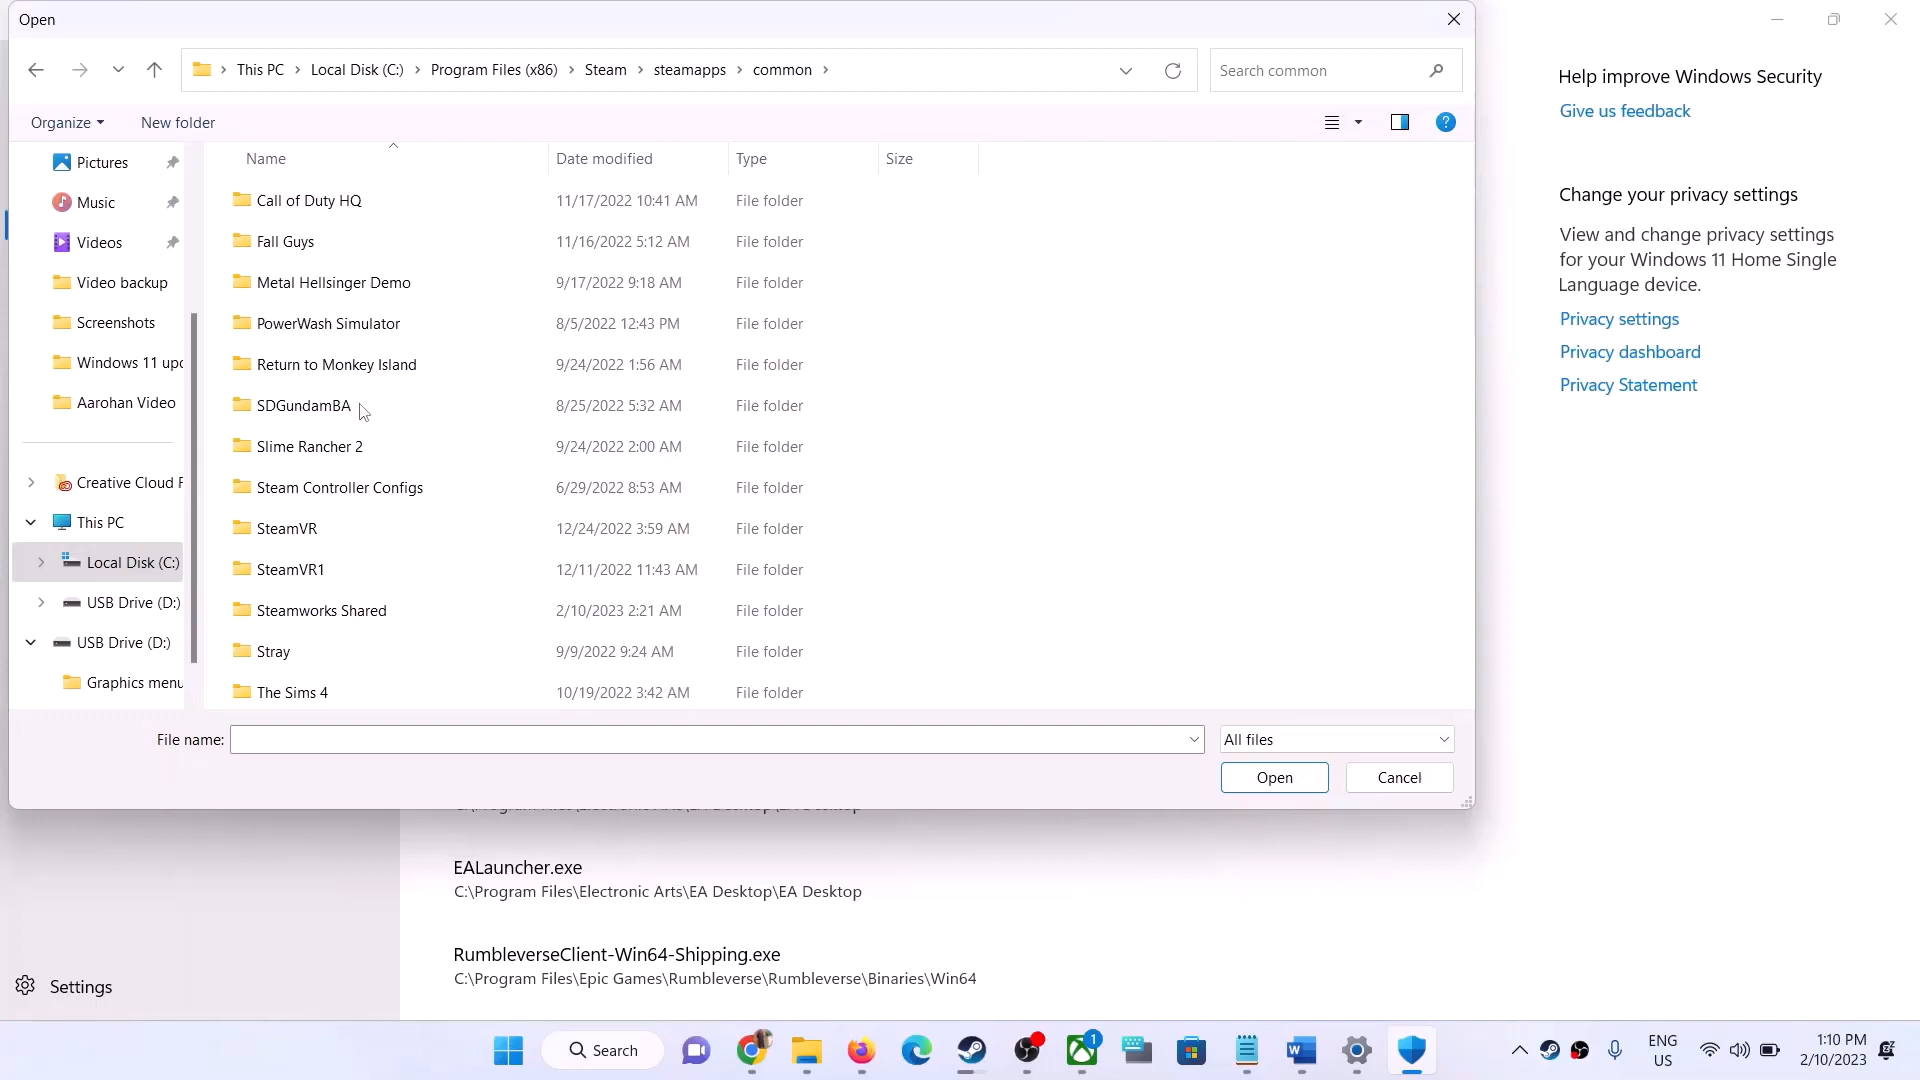 Open
This PC > Local Disk (C:) > Program Files (x86) > Steam > steamapps > common >
Search common
Organize
New folder
Name
Date modified
Type
Size
Pictures
Music
Videos
Video backup
Screenshots
Windows 11 upd
Aarohan Video
Creative Cloud F
This PC
Local Disk (C:)
USB Drive (D:)
USB Drive (D:)
Graphics menu
Call of Duty HQ 11/17/2022 10:41 AM File folder
Fall Guys 11/16/2022 5:12 AM File folder
Metal Hellsinger Demo 9/17/2022 9:18 AM File folder
PowerWash Simulator 8/5/2022 12:43 PM File folder
Return to Monkey Island 9/24/2022 1:56 AM File folder
SDGundamBA 8/25/2022 5:32 AM File folder
Slime Rancher 2 9/24/2022 2:00 AM File folder
Steam Controller Configs 6/29/2022 8:53 AM File folder
SteamVR 12/24/2022 3:59 AM File folder
SteamVR1 12/11/2022 11:43 AM File folder
Steamworks Shared 2/10/2023 2:21 AM File folder
Stray 9/9/2022 9:24 AM File folder
The Sims 4 10/19/2022 3:42 AM File folder
File name:
All files
Open
Cancel
Help improve Windows Security
Give us feedback
Change your privacy settings
View and change privacy settings
for your Windows 11 Home Single
Language device.
Privacy settings
Privacy dashboard
Privacy Statement
EALauncher.exe
C:\Program Files\Electronic Arts\EA Desktop\EA Desktop
RumbleverseClient-Win64-Shipping.exe
C:\Program Files\Epic Games\Rumbleverse\Rumbleverse\Binaries\Win64
Settings
Search
1
ENG
US
1:10 PM
2/10/2023